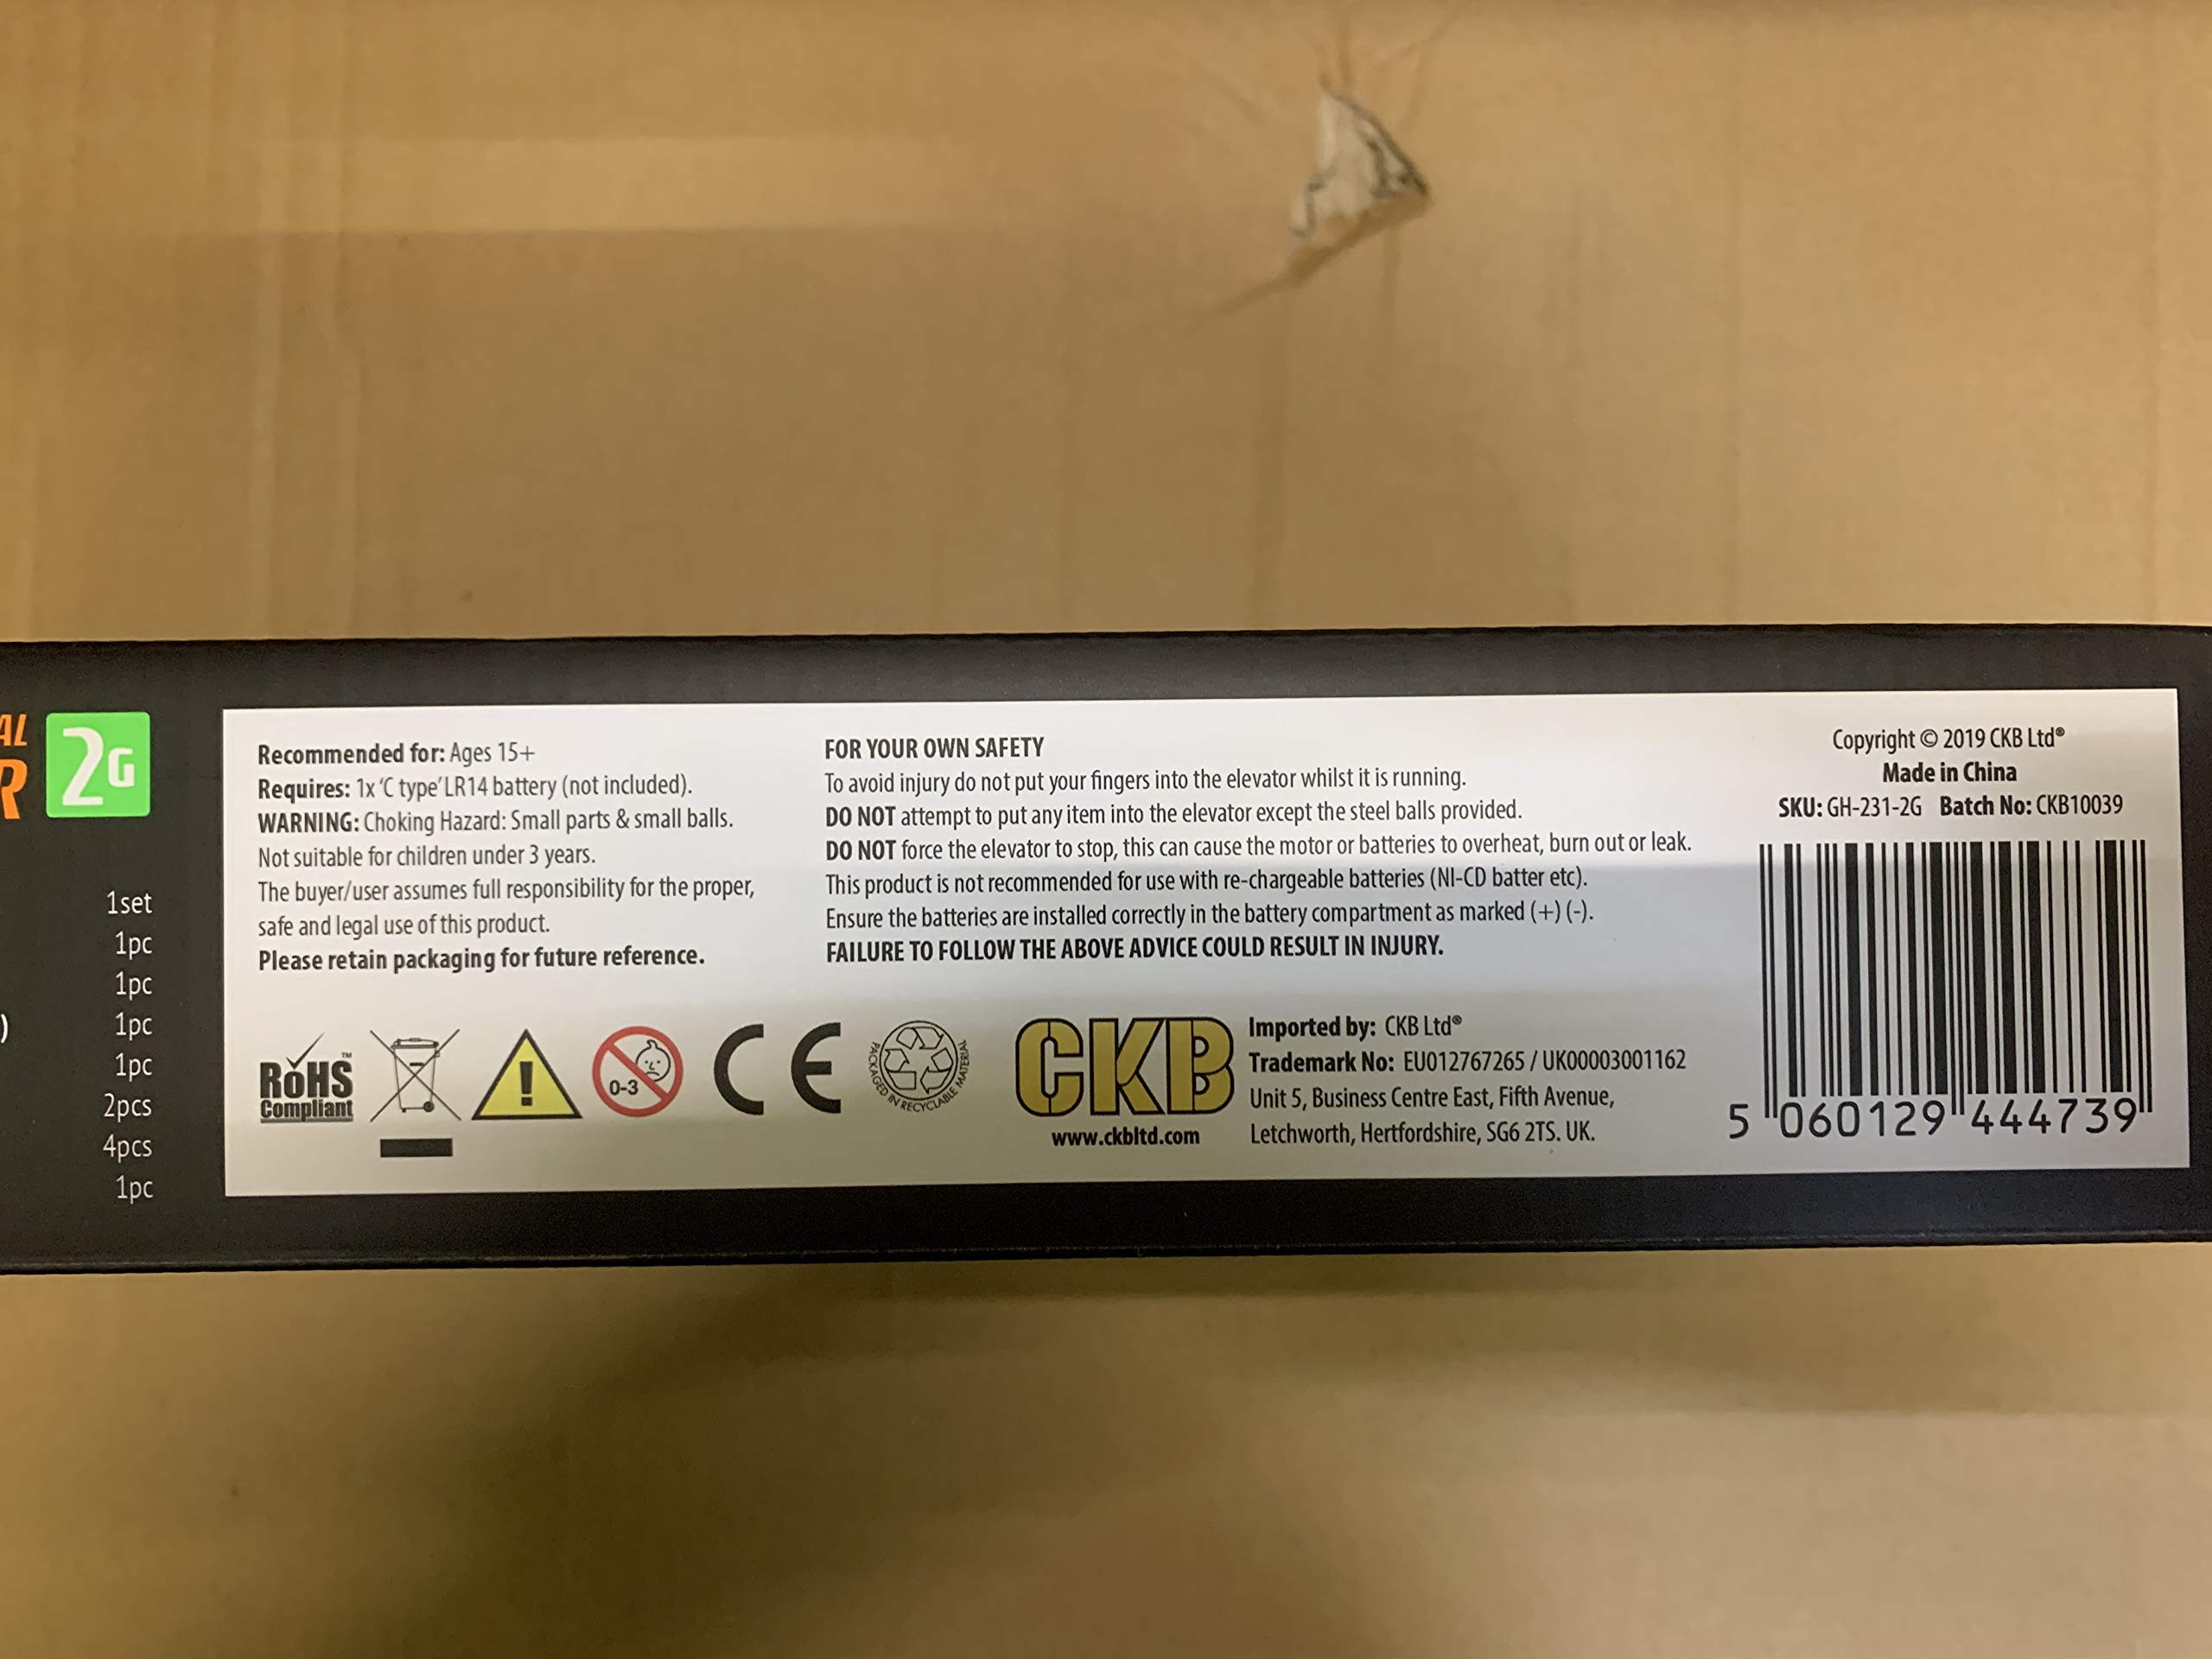 AL
R
2G
1set
1pc
1pc
)
1pc
1pc
2pcs
4pcs
1pc
Recommended for: Ages 15+
Requires: 1x 'C type' LR14 battery (not included).
WARNING: Choking Hazard: Small parts & small balls.
Not suitable for children under 3 years.
The buyer/user assumes full responsibility for the proper,
safe and legal use of this product.
Please retain packaging for future reference.
FOR YOUR OWN SAFETY
To avoid injury do not put your fingers into the elevator whilst it is running.
DO NOT attempt to put any item into the elevator except the steel balls provided.
DO NOT force the elevator to stop, this can cause the motor or batteries to overheat, burn out or leak.
This product is not recommended for use with re-chargeable batteries (NI-CD batter etc).
Ensure the batteries are installed correctly in the battery compartment as marked (+) (-).
FAILURE TO FOLLOW THE ABOVE ADVICE COULD RESULT IN INJURY.
RoHS™
Compliant
!
0-3
CE
PACKAGED IN RECYCLABLE MATERIAL
CKB
www.ckbltd.com
Imported by: CKB Ltd®
Trademark No: EU012767265 / UK00003001162
Unit 5, Business Centre East, Fifth Avenue,
Letchworth, Hertfordshire, SG6 2TS. UK.
Copyright © 2019 CKB Ltd®
Made in China
SKU: GH-231-2G Batch No: CKB10039
5 060129 444739